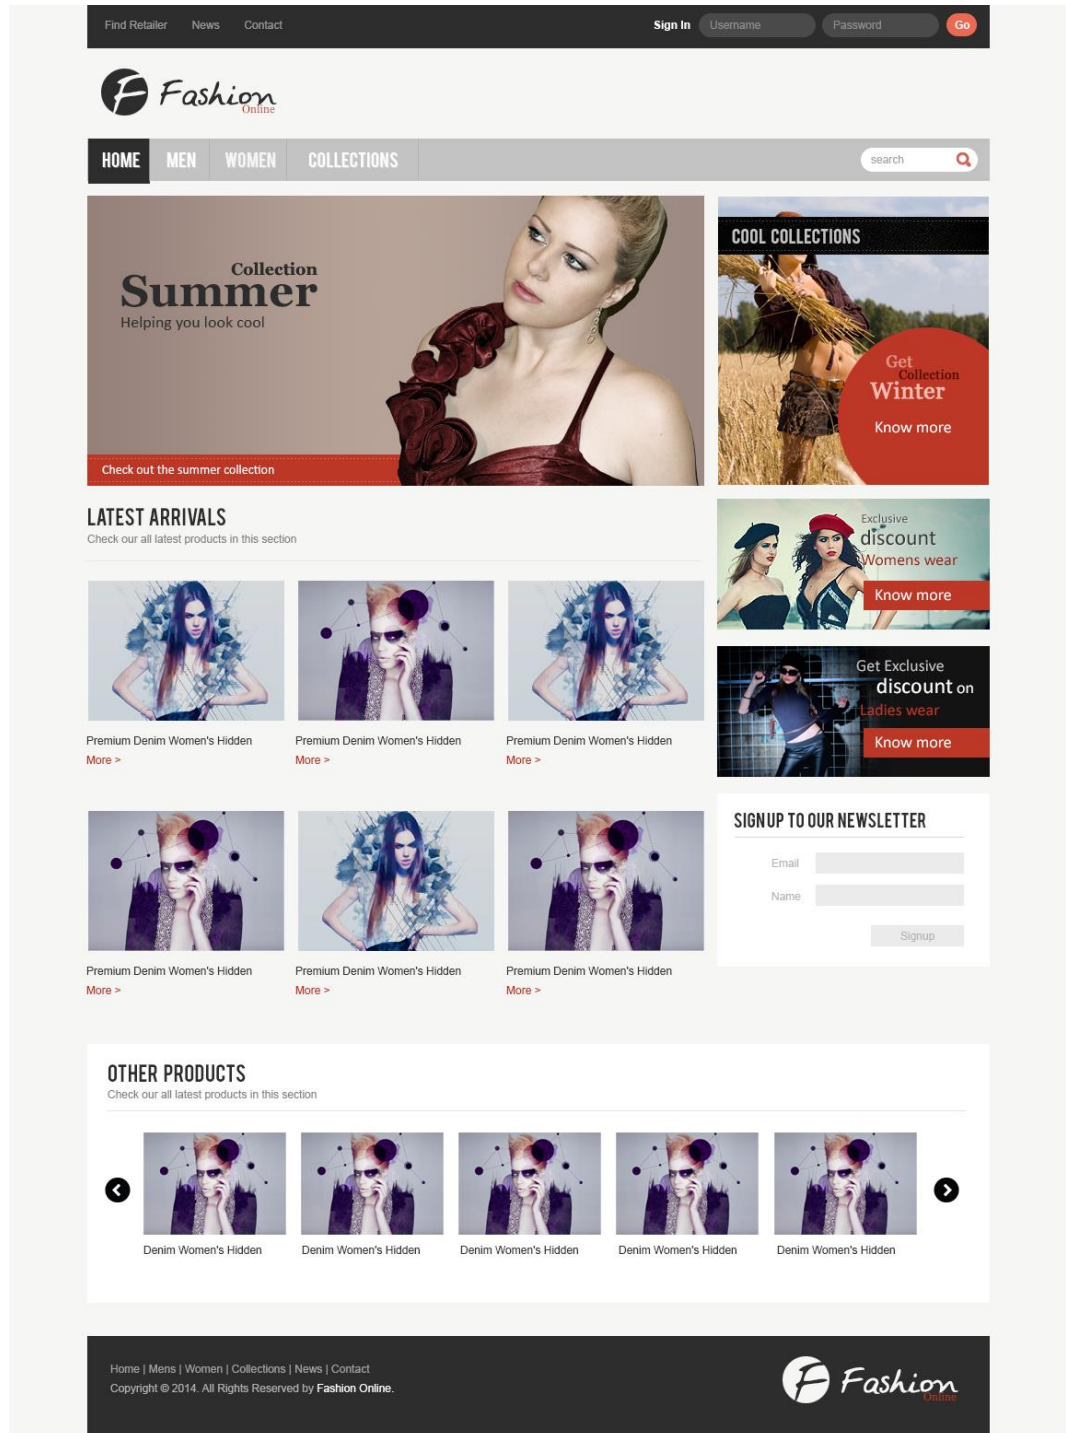 Find Retailer News Contact Sign In Username Password Go
Fashion
Online
HOME MEN WOMEN COLLECTIONS search
Collection
Summer
Helping you look cool
Check out the summer collection
COOL COLLECTIONS
Get
Collection
Winter
Know more
LATEST ARRIVALS
Check our all latest products in this section
Exclusive
discount
Womens wear
Know more
Premium Denim Women's Hidden Premium Denim Women's Hidden Premium Denim Women's Hidden
More > More > More >
Get Exclusive
discount on
Ladies wear
Know more
Premium Denim Women's Hidden Premium Denim Women's Hidden Premium Denim Women's Hidden
More > More > More >
SIGNUP TO OUR NEWSLETTER
Email
Name
Signup
OTHER PRODUCTS
Check our all latest products in this section
Denim Women's Hidden Denim Women's Hidden Denim Women's Hidden Denim Women's Hidden Denim Women's Hidden
Home | Mens | Women | Collections | News | Contact
Copyright © 2014. All Rights Reserved by Fashion Online.
Fashion
Online